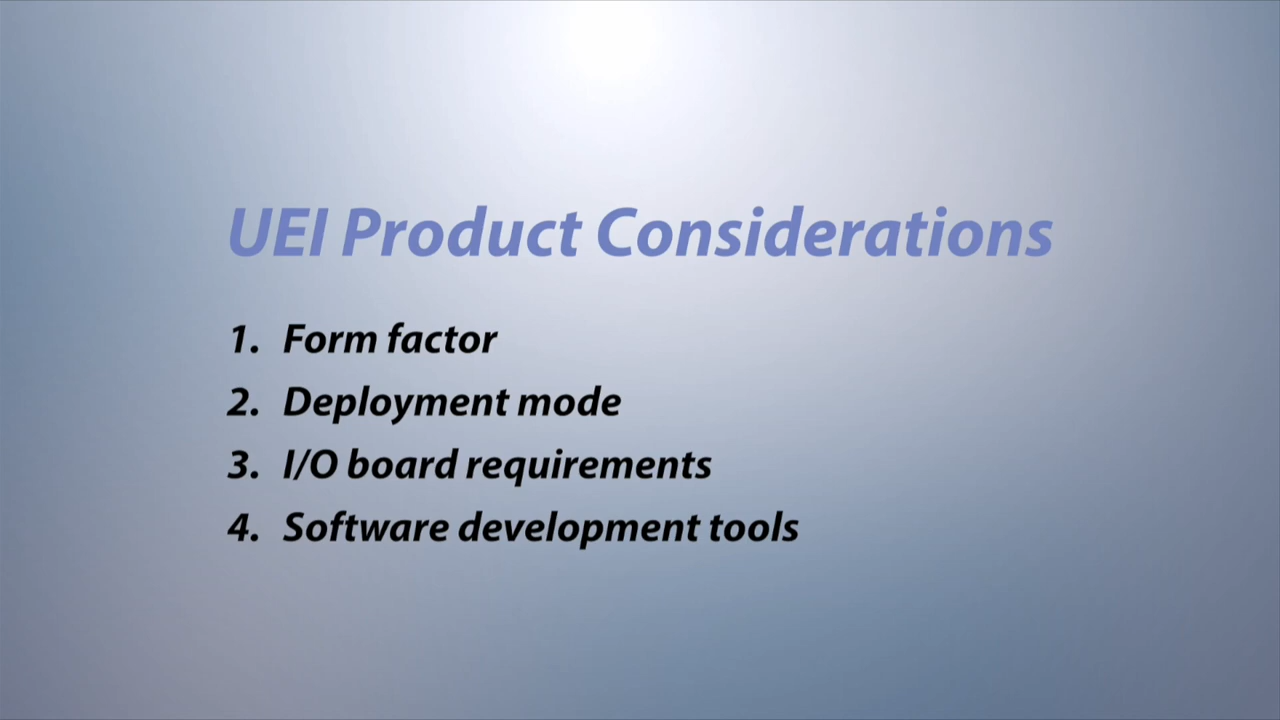 UEI Product Considerations
1. Form factor
2. Deployment mode
3. I/O board requirements
4. Software development tools